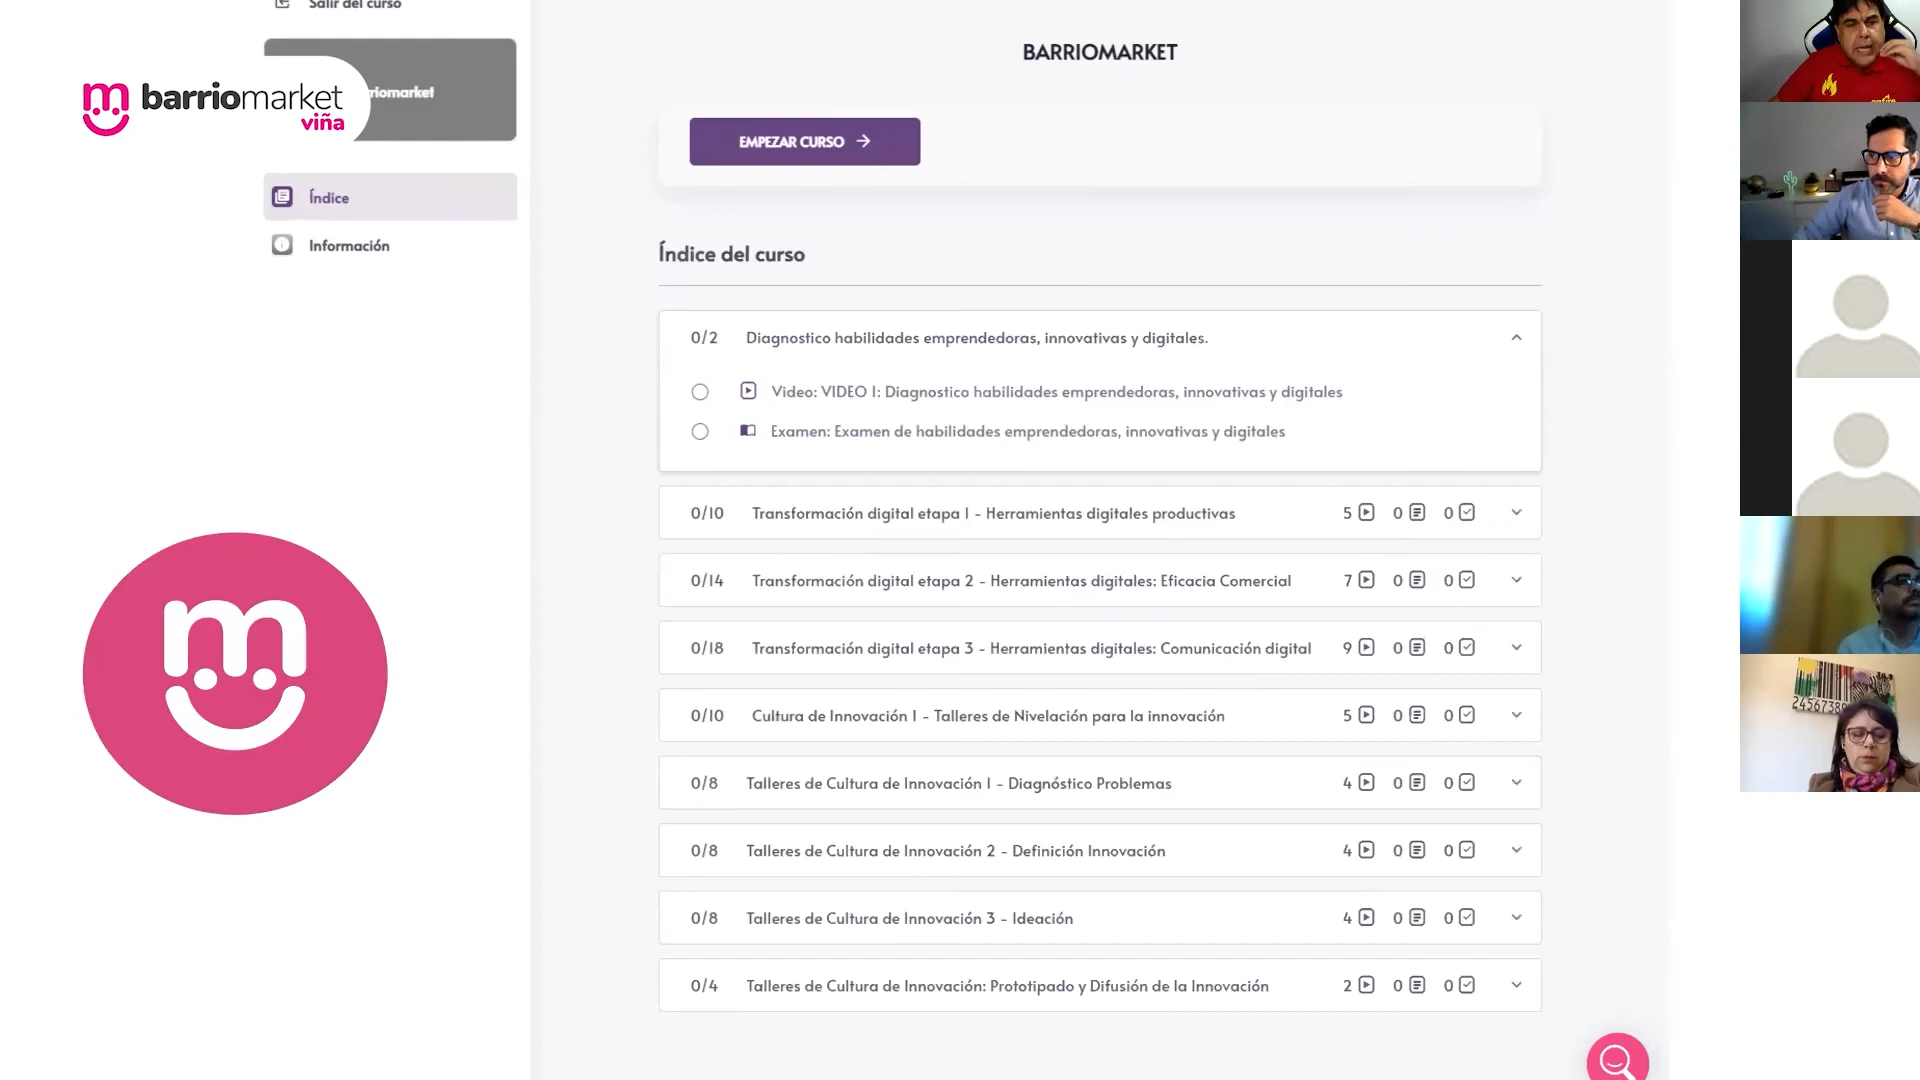 Salir del curso
barriomarket
viña
riomarket
Índice
Información
BARRIOMARKET
EMPEZAR CURSO
Índice del curso
0/2 Diagnostico habilidades emprendedoras, innovativas y digitales.
Video: VIDEO 1: Diagnostico habilidades emprendedoras, innovativas y digitales
Examen: Examen de habilidades emprendedoras, innovativas y digitales
0/10 Transformación digital etapa 1 - Herramientas digitales productivas 5 0 0
0/14 Transformación digital etapa 2 - Herramientas digitales: Eficacia Comercial 7 0 0
0/18 Transformación digital etapa 3 - Herramientas digitales: Comunicación digital 9 0 0
0/10 Cultura de Innovación 1 - Talleres de Nivelación para la innovación 5 0 0
0/8 Talleres de Cultura de Innovación 1 - Diagnóstico Problemas 4 0 0
0/8 Talleres de Cultura de Innovación 2 - Definición Innovación 4 0 0
0/8 Talleres de Cultura de Innovación 3 - Ideación 4 0 0
0/4 Talleres de Cultura de Innovación: Prototipado y Difusión de la Innovación 2 0 0